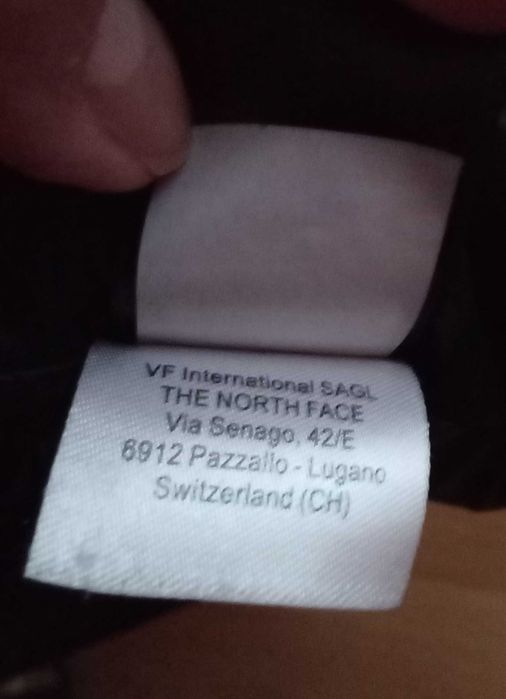 VF International SAGL
THE NORTH FACE
Via Senago, 42/E
6912 Pazzallo - Lugano
Switzerland (CH)